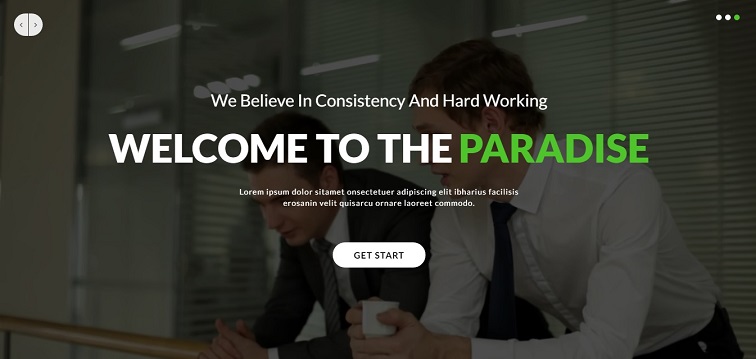 We Believe In Consistency And Hard Working
WELCOME TO THE PARADISE
Lorem ipsum dolor sitamet onsectetuer adipiscing elit ibharius facilisis
erosanin velit quisarcu ornare laoreet commodo.
GET START